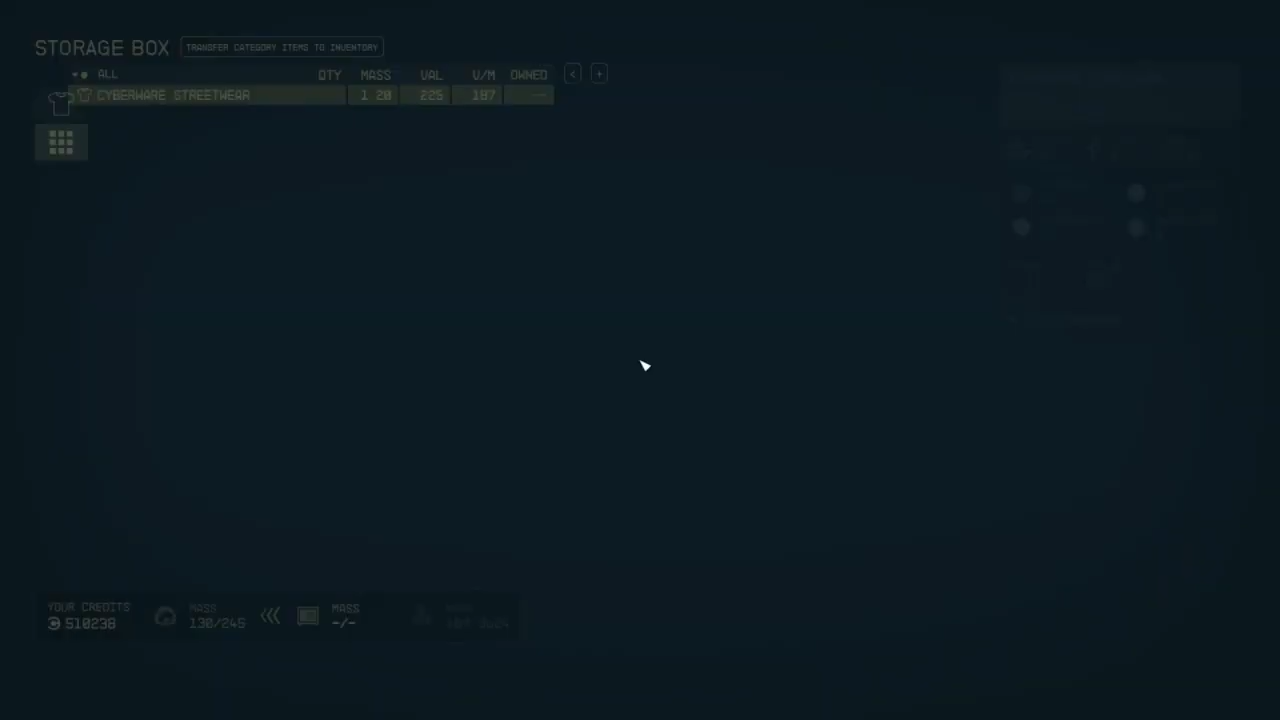 STORAGE BOX TRANSFER CATEGORY ITEMS TO INVENTORY
ALL QTY MASS VAL V/M OWNED < +
CYBERWARE STREETWEAR 1 20 225 187 —
YOUR CREDITS MASS MASS
510238 130/245 -/-